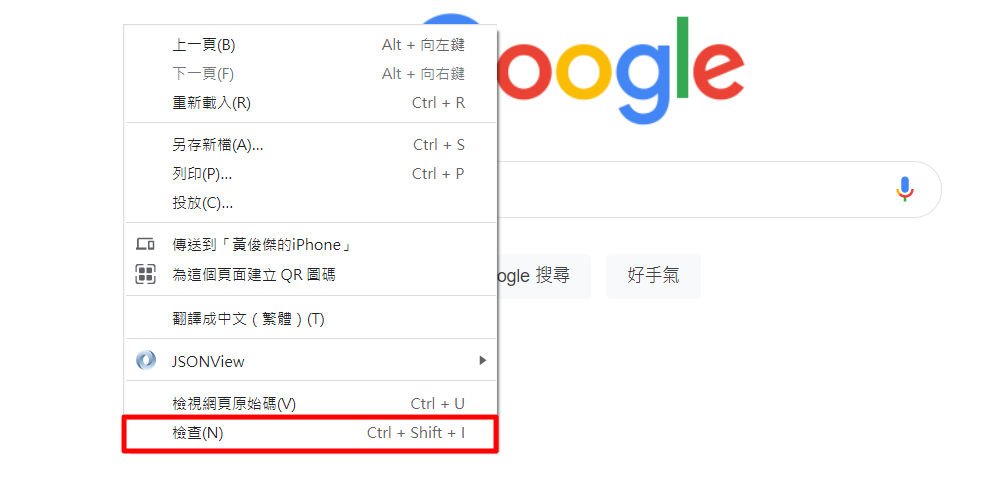 上一頁(B) Alt + 向左鍵
下一頁(F) Alt + 向右鍵
重新載入(R) Ctrl + R
另存新檔(A)... Ctrl + S
列印(P)... Ctrl + P
投放(C)...
傳送到「黃俊傑的iPhone」
為這個頁面建立 QR 圖碼
翻譯成中文（繁體）(T)
JSONView
檢視網頁原始碼(V) Ctrl + U
檢查(N) Ctrl + Shift + I
Google
ogle 搜尋
好手氣